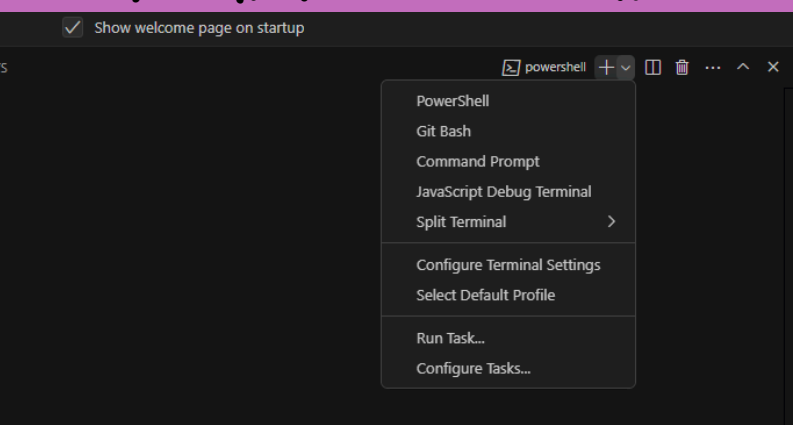 Show welcome page on startup
powershell
PowerShell
Git Bash
Command Prompt
JavaScript Debug Terminal
Split Terminal
Configure Terminal Settings
Select Default Profile
Run Task...
Configure Tasks...